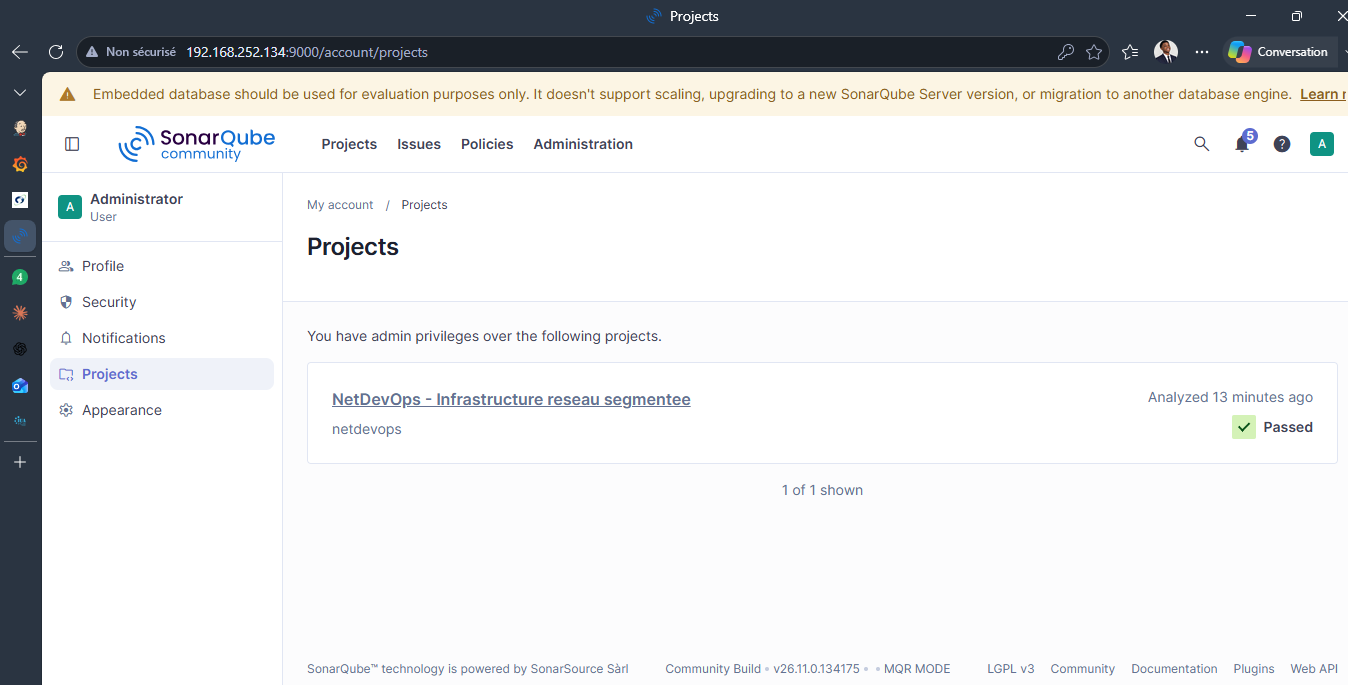 Projects
Non sécurisé 192.168.252.134:9000/account/projects
Conversation
Embedded database should be used for evaluation purposes only. It doesn't support scaling, upgrading to a new SonarQube Server version, or migration to another database engine. Learn
SonarQube
community
Projects Issues Policies Administration
5
?
A
A
Administrator
User
Profile
Security
Notifications
Projects
Appearance
4
My account / Projects
Projects
You have admin privileges over the following projects.
NetDevOps - Infrastructure reseau segmentee
Analyzed 13 minutes ago
netdevops
Passed
1 of 1 shown
SonarQube™ technology is powered by SonarSource Sàrl
Community Build • v26.11.0.134175 • • MQR MODE
LGPL v3 Community Documentation Plugins Web API